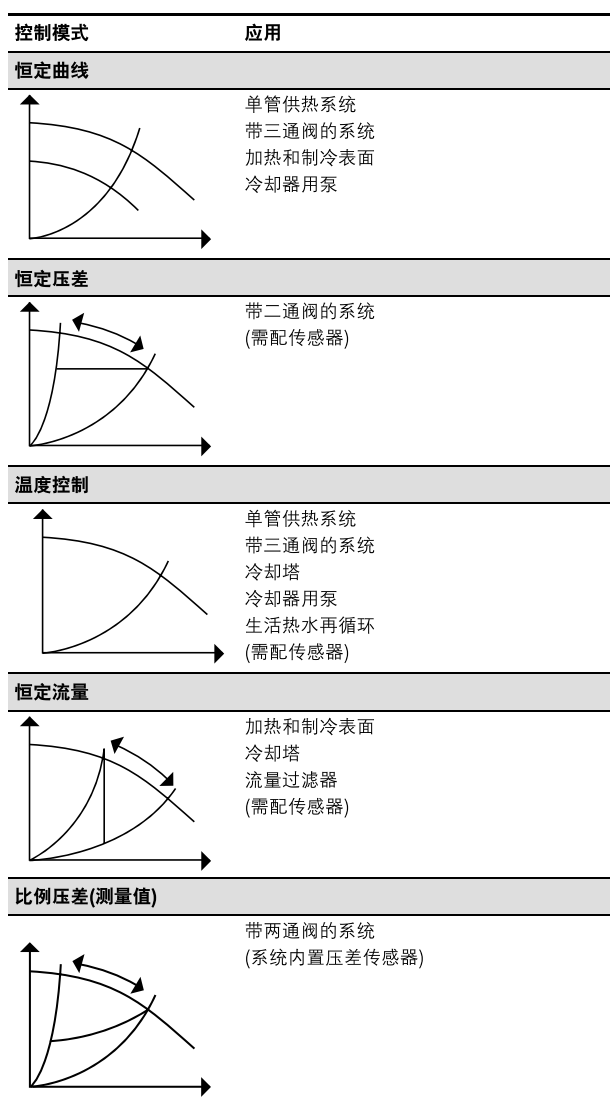 控制模式 应用
恒定曲线
单管供热系统
带三通阀的系统
加热和制冷表面
冷却器用泵
恒定压差
带二通阀的系统
(需配传感器)
温度控制
单管供热系统
带三通阀的系统
冷却塔
冷却器用泵
生活热水再循环
(需配传感器)
恒定流量
加热和制冷表面
冷却塔
流量过滤器
(需配传感器)
比例压差(测量值)
带两通阀的系统
(系统内置压差传感器)